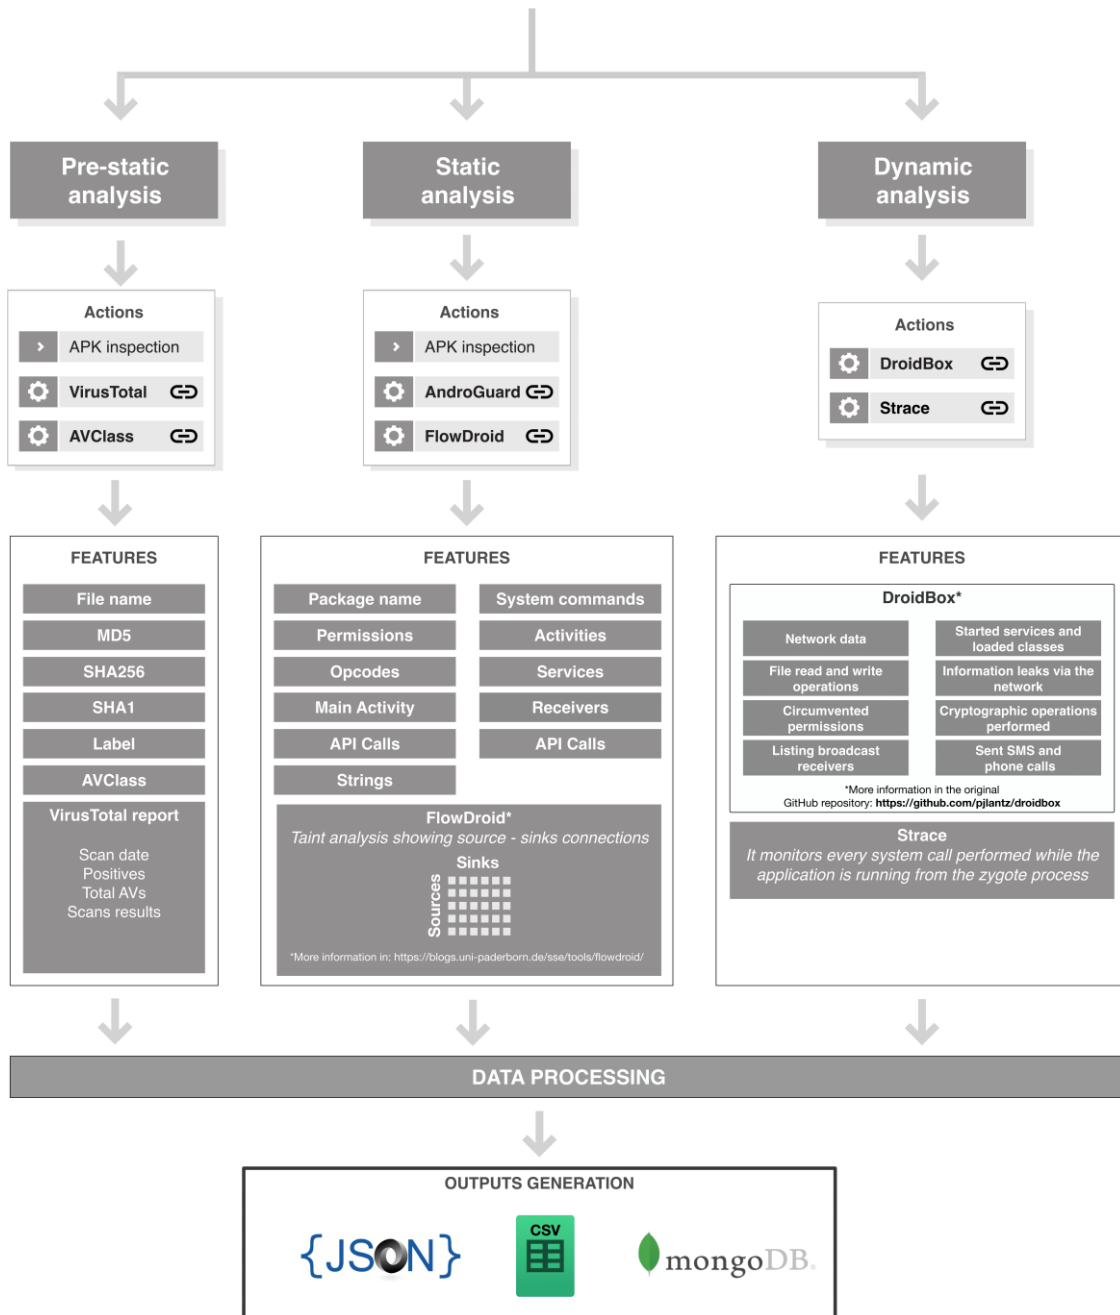 Pre-static
analysis
Static
analysis
Dynamic
analysis
Actions
APK inspection
VirusTotal
AVClass
Actions
APK inspection
AndroGuard
FlowDroid
Actions
DroidBox
Strace
FEATURES
File name
MD5
SHA256
SHA1
Label
AVClass
VirusTotal report
Scan date
Positives
Total AVs
Scans results
FEATURES
Package name
System commands
Permissions
Activities
Opcodes
Services
Main Activity
Receivers
API Calls
API Calls
Strings
FlowDroid*
Taint analysis showing source - sinks connections
Sinks
Sources
*More information in: https://blogs.uni-paderborn.de/sse/tools/flowdroid/
FEATURES
DroidBox*
Network data
Started services and
loaded classes
File read and write
operations
Information leaks via the
network
Circumvented
permissions
Cryptographic operations
performed
Listing broadcast
receivers
Sent SMS and
phone calls
*More information in the original
GitHub repository: https://github.com/pjlantz/droidbox
Strace
It monitors every system call performed while the
application is running from the zygote process
DATA PROCESSING
OUTPUTS GENERATION
{JSON}
CSV
mongoDB.